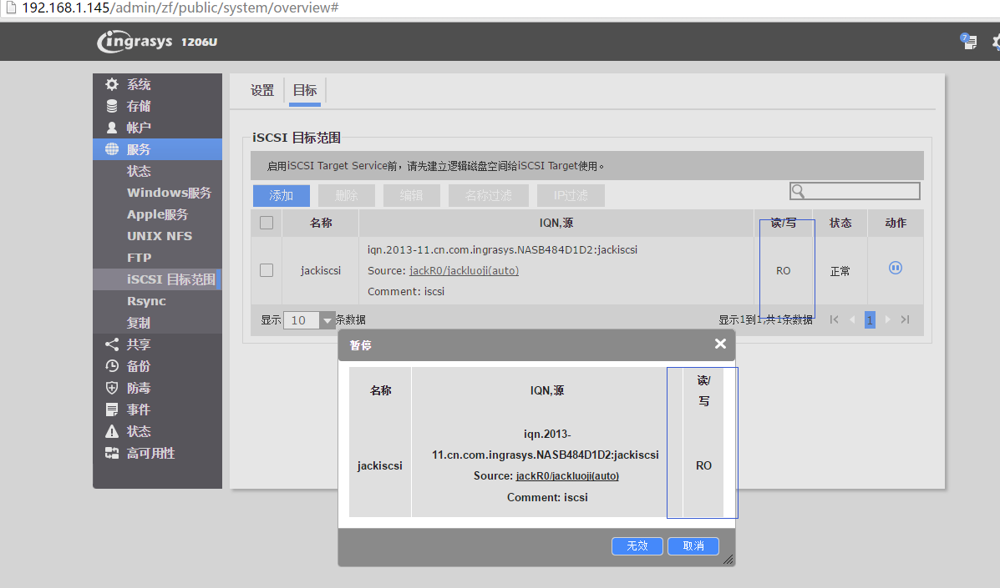 192.168.1.145/admin/zf/public/system/overview#
ingrasys 1206U
7
系统
存储
帐户
服务
状态
Windows服务
Apple服务
UNIX NFS
FTP
iSCSI 目标范围
Rsync
复制
共享
备份
防毒
事件
状态
高可用性
设置 目标
iSCSI 目标范围
启用iSCSI Target Service前，请先建立逻辑磁盘空间给iSCSI Target使用。
添加 删除 编辑 名称过滤 IP过滤
名称 IQN,源 读/写 状态 动作
iqn.2013-11.cn.com.ingrasys.NASB484D1D2:jackiscsi
jackiscsi Source: jackR0/jackluoji(auto) RO 正常
Comment: iscsi
显示 10 条数据 显示1到1,共1条数据 1
暂停
名称 IQN,源 读/
写
iqn.2013-
11.cn.com.ingrasys.NASB484D1D2:jackiscsi
jackiscsi RO
Source: jackR0/jackluoji(auto)
Comment: iscsi
无效 取消